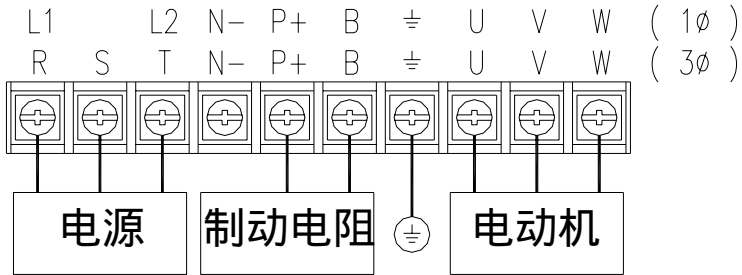 L1 L2 N- P+ B ⏚ U V W ( 1ø )
R S T N- P+ B ⏚ U V W ( 3ø )
电源 制动电阻 电动机